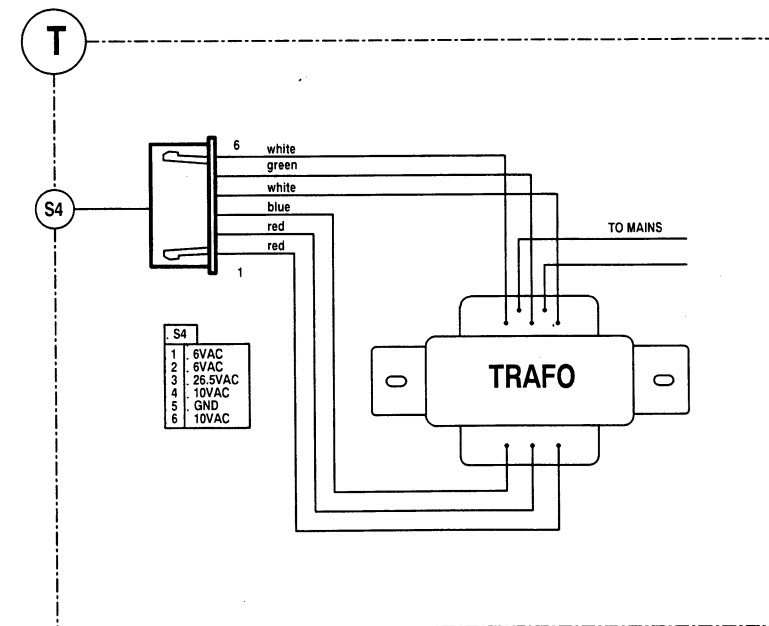 T
6 white
green
white
S4
blue
red
TO MAINS
red
1
S4
1 . 6VAC
2 . 6VAC
3 . 26.5VAC
4 . 10VAC
5 . GND
6 10VAC
TRAFO